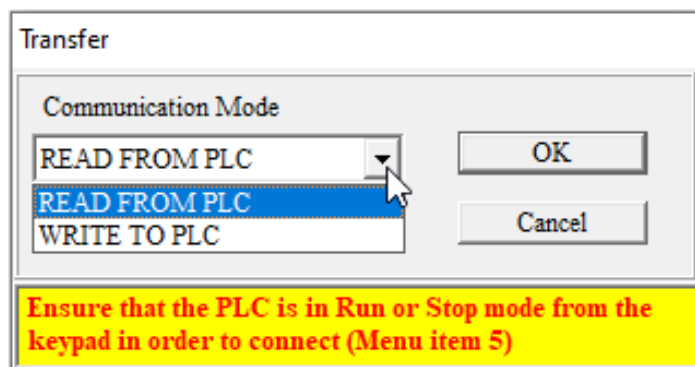 Transfer
Communication Mode
READ FROM PLC
OK
READ FROM PLC
WRITE TO PLC
Cancel
Ensure that the PLC is in Run or Stop mode from the
keypad in order to connect (Menu item 5)